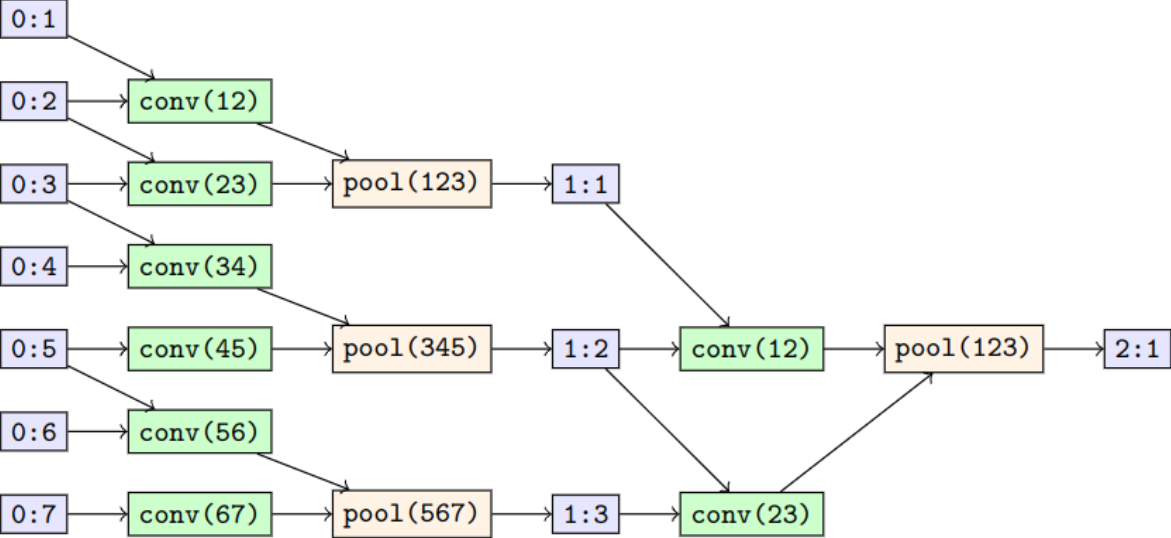 0:1
0:2 conv(12)
0:3 conv(23) pool(123) 1:1
0:4 conv(34)
0:5 conv(45) pool(345) 1:2 conv(12) pool(123) 2:1
0:6 conv(56)
0:7 conv(67) pool(567) 1:3 conv(23)